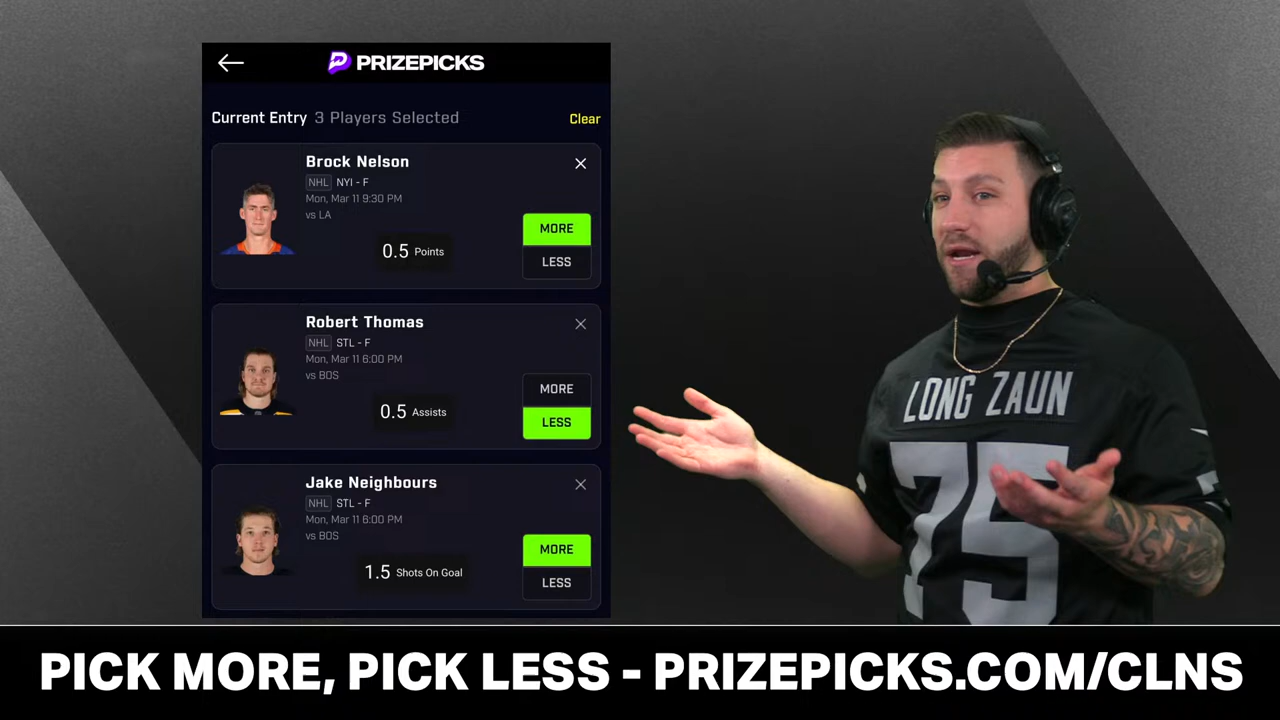 PRIZEPICKS
Current Entry 3 Players Selected Clear
Brock Nelson
NHL NYI - F
Mon, Mar 11 9:30 PM
vs LA
0.5 Points
MORE
LESS
Robert Thomas
NHL STL - F
Mon, Mar 11 6:00 PM
vs BOS
0.5 Assists
MORE
LESS
Jake Neighbours
NHL STL - F
Mon, Mar 11 6:00 PM
vs BOS
1.5 Shots On Goal
MORE
LESS
LONG ZAUN
75
PICK MORE, PICK LESS - PRIZEPICKS.COM/CLNS